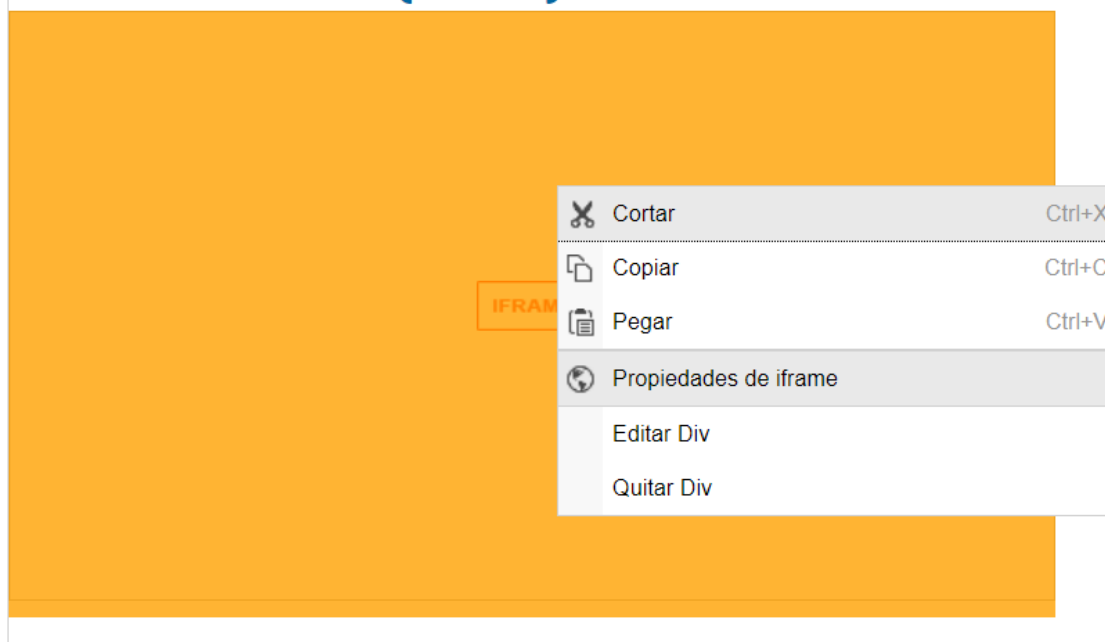 IFRAM
Cortar Ctrl+X
Copiar Ctrl+C
Pegar Ctrl+V
Propiedades de iframe
Editar Div
Quitar Div